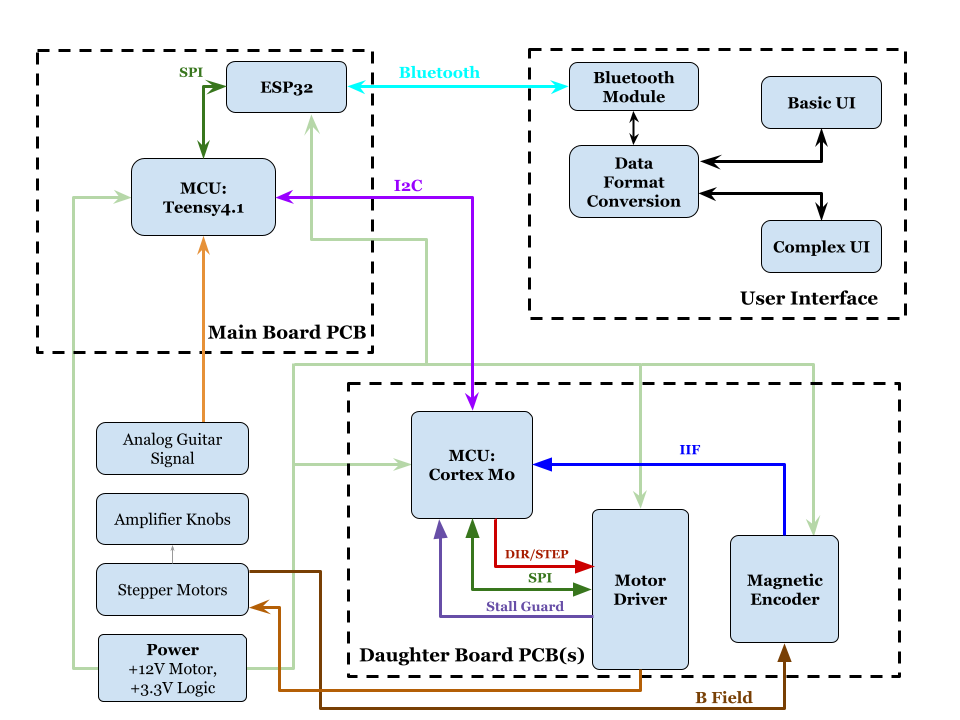 SPI
ESP32
Bluetooth
Bluetooth
Module
Basic UI
MCU:
Teensy4.1
I2C
Data
Format
Conversion
Complex UI
User Interface
Main Board PCB
Analog Guitar
Signal
MCU:
Cortex M0
IIF
Amplifier Knobs
DIR/STEP
SPI
Stall Guard
Motor
Driver
Magnetic
Encoder
Stepper Motors
Power
+12V Motor,
+3.3V Logic
Daughter Board PCB(s)
B Field